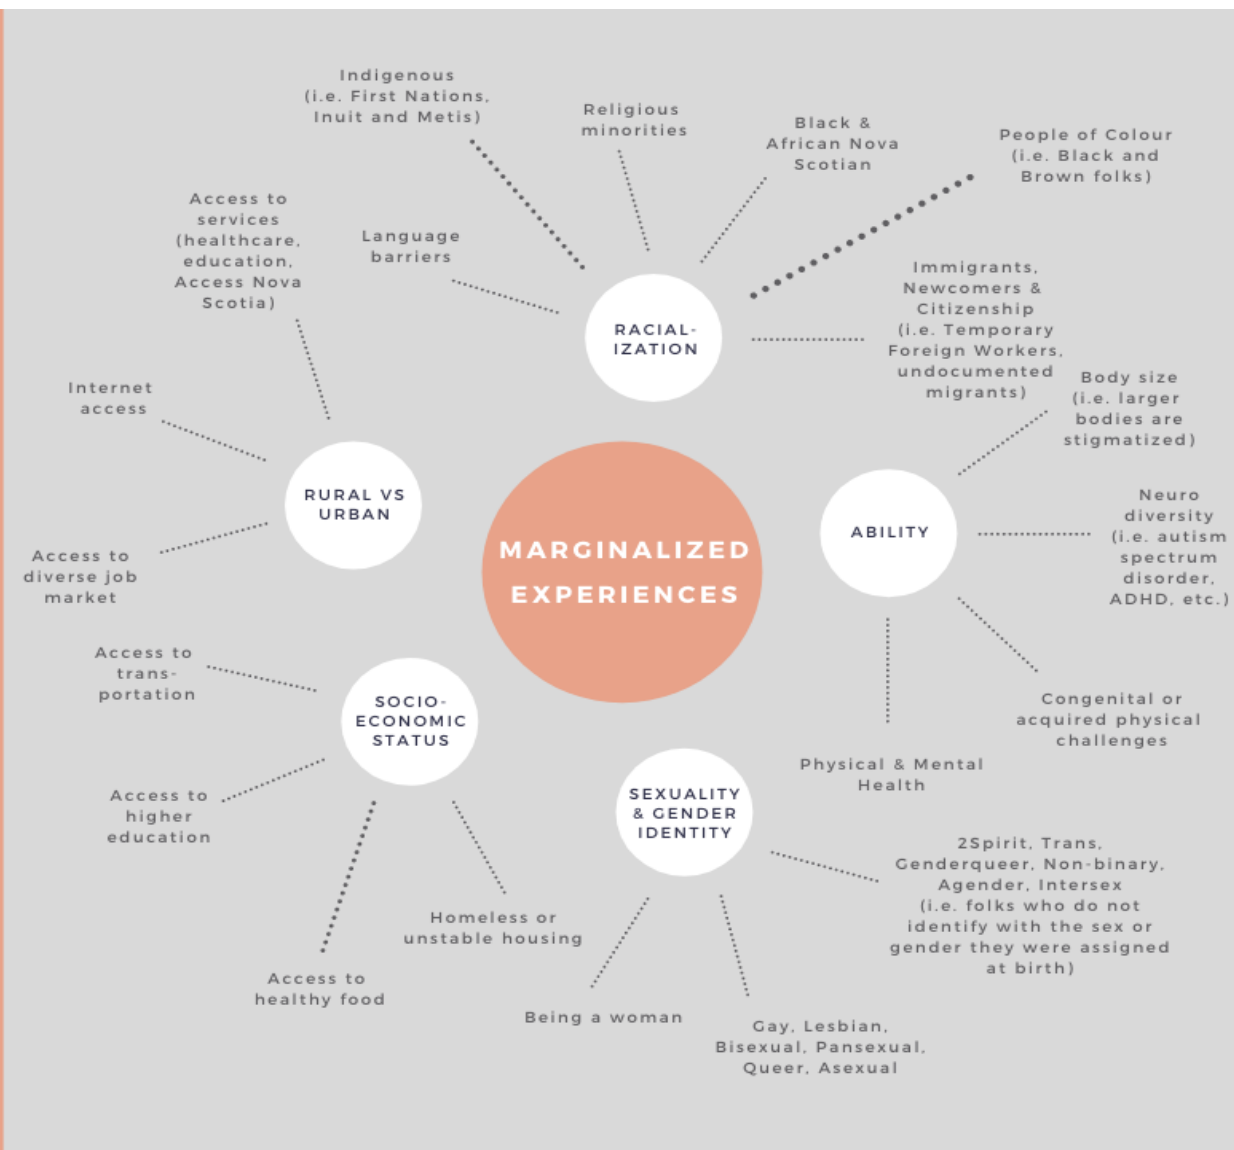 Indigenous
(i.e. First Nations,
Inuit and Metis)
Religious
minorities
Black &
African Nova
Scotian
People of Colour
(i.e. Black and
Brown folks)
Access to
services
(healthcare,
education,
Access Nova
Scotia)
Language
barriers
RACIAL-
IZATION
Immigrants,
Newcomers &
Citizenship
(i.e. Temporary
Foreign Workers,
undocumented
migrants)
Body size
(i.e. larger
bodies are
stigmatized)
Internet
access
RURAL VS
URBAN
MARGINALIZED
EXPERIENCES
ABILITY
Neuro
diversity
(i.e. autism
spectrum
disorder,
ADHD, etc.)
Access to
diverse job
market
Access to
trans-
portation
SOCIO-
ECONOMIC
STATUS
Congenital or
acquired physical
challenges
Physical & Mental
Health
Access to
higher
education
SEXUALITY
& GENDER
IDENTITY
2Spirit, Trans,
Genderqueer, Non-binary,
Agender, Intersex
(i.e. folks who do not
identify with the sex or
gender they were assigned
at birth)
Homeless or
unstable housing
Access to
healthy food
Being a woman
Gay, Lesbian,
Bisexual, Pansexual,
Queer, Asexual